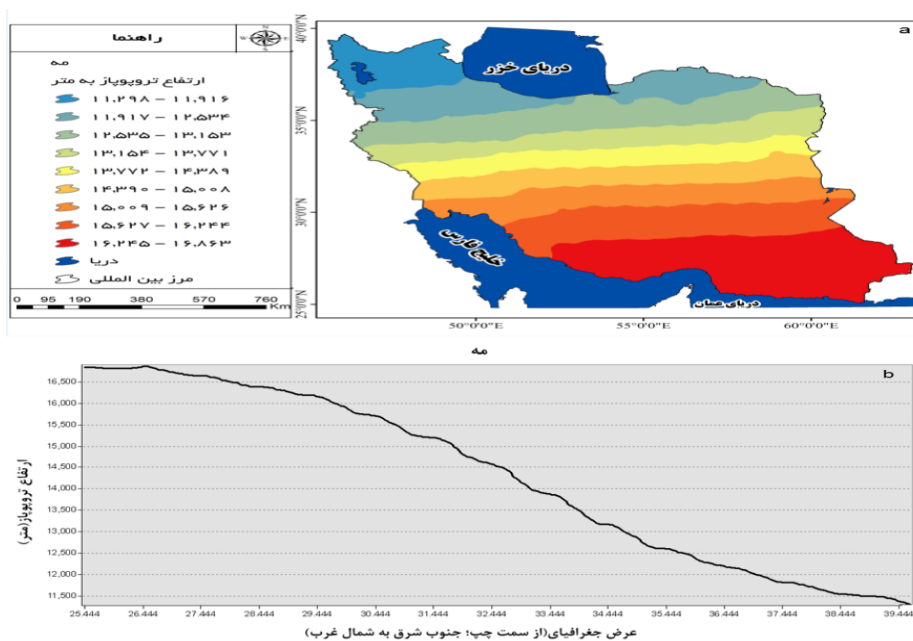 راهنما
مه
ارتفاع تروپوپاز به متر
۱۱,۲۹۸ – ۱۱,۹۱۶
۱۱,۹۱۷ – ۱۲,۵۳۴
۱۲,۵۳۵ – ۱۳,۱۵۳
۱۳,۱۵۴ – ۱۳,۷۷۱
۱۳,۷۷۲ – ۱۴,۳۸۹
۱۴,۳۹۰ – ۱۵,۰۰۸
۱۵,۰۰۹ – ۱۵,۶۲۶
۱۵,۶۲۷ – ۱۶,۲۴۴
۱۶,۲۴۵ – ۱۶,۸۶۳
دریا
مرز بین المللی
0 95 190 380 570 760
Km
a
40°0'0"N
35°0'0"N
30°0'0"N
25°0'0"N
دریای خزر
خلیج فارس
دریای عمان
50°0'0"E 55°0'0"E 60°0'0"E
مه
b
ارتفاع تروپوپاز(متر)
16,500
16,000
15,500
15,000
14,500
14,000
13,500
13,000
12,500
12,000
11,500
25.444 26.444 27.444 28.444 29.444 30.444 31.444 32.444 33.444 34.444 35.444 36.444 37.444 38.444 39.444
عرض جغرافیای(از سمت چپ؛ جنوب شرق به شمال غرب)